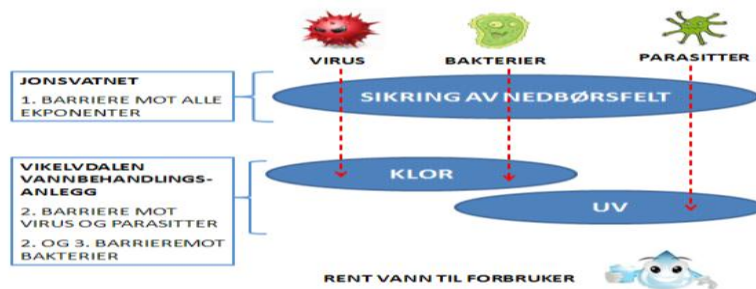 VIRUS
BAKTERIER
PARASITTER
JONSVATNET
1. BARRIERE MOT ALLE
EKPONENTER
SIKRING AV NEDBØRSFELT
VIKELVDALEN
VANNBEHANDLINGS-
ANLEGG
2. BARRIERE MOT
VIRUS OG PARASITTER
2. OG 3. BARRIEREMOT
BAKTERIER
KLOR
UV
RENT VANN TIL FORBRUKER